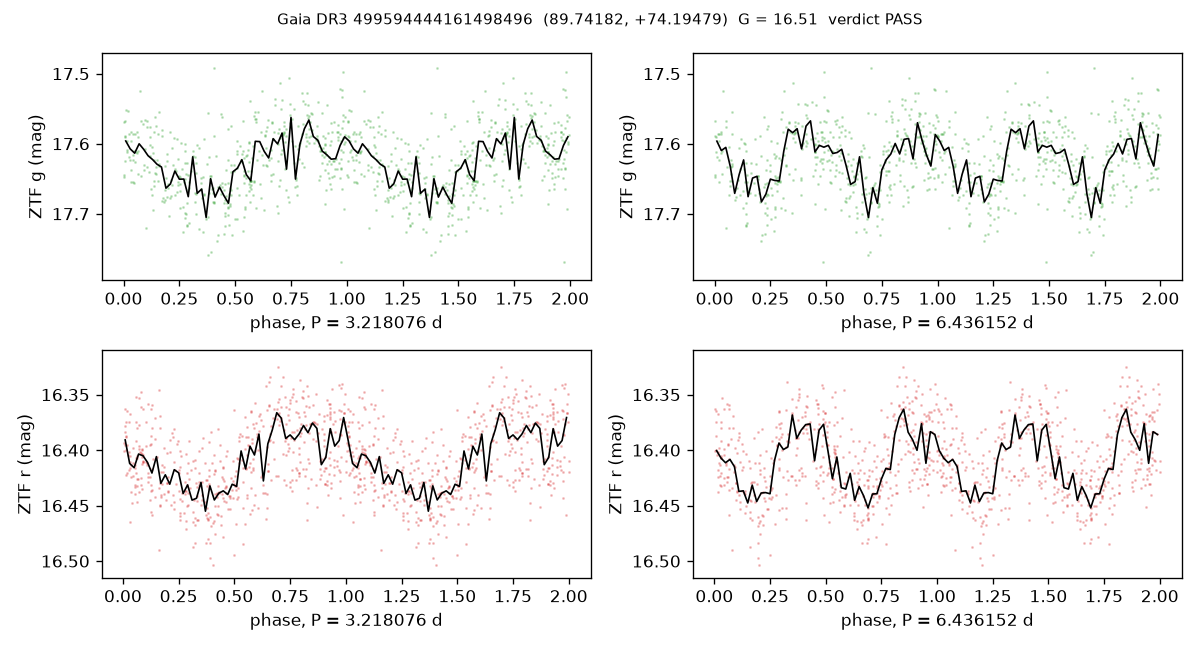 Gaia DR3 499594444161498496 (89.74182, +74.19479) G = 16.51 verdict PASS
ZTF g (mag)
17.5
17.6
17.7
0.00 0.25 0.50 0.75 1.00 1.25 1.50 1.75 2.00
phase, P = 3.218076 d
ZTF g (mag)
17.5
17.6
17.7
0.00 0.25 0.50 0.75 1.00 1.25 1.50 1.75 2.00
phase, P = 6.436152 d
ZTF r (mag)
16.35
16.40
16.45
16.50
0.00 0.25 0.50 0.75 1.00 1.25 1.50 1.75 2.00
phase, P = 3.218076 d
ZTF r (mag)
16.35
16.40
16.45
16.50
0.00 0.25 0.50 0.75 1.00 1.25 1.50 1.75 2.00
phase, P = 6.436152 d